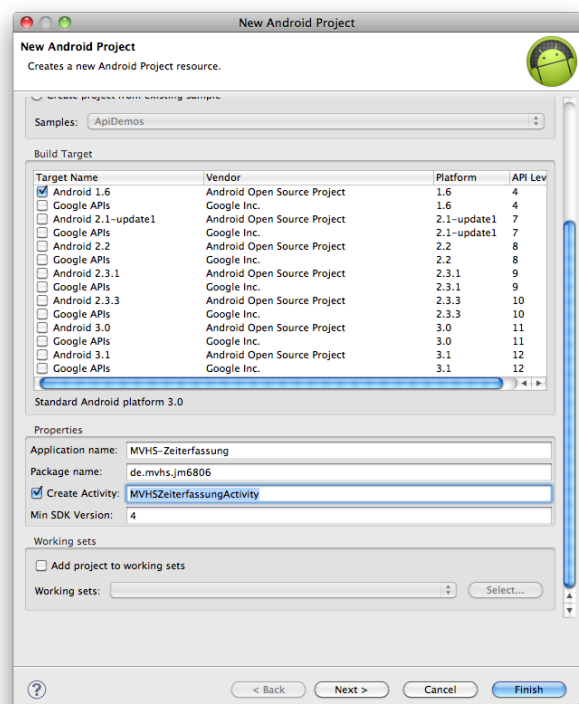 New Android Project
New Android Project
Creates a new Android Project resource.
Create project from existing sample
Samples: ApiDemos
Build Target
Target Name Vendor Platform API Lev
Android 1.6 Android Open Source Project 1.6 4
Google APIs Google Inc. 1.6 4
Android 2.1-update1 Android Open Source Project 2.1-update1 7
Google APIs Google Inc. 2.1-update1 7
Android 2.2 Android Open Source Project 2.2 8
Google APIs Google Inc. 2.2 8
Android 2.3.1 Android Open Source Project 2.3.1 9
Google APIs Google Inc. 2.3.1 9
Android 2.3.3 Android Open Source Project 2.3.3 10
Google APIs Google Inc. 2.3.3 10
Android 3.0 Android Open Source Project 3.0 11
Google APIs Google Inc. 3.0 11
Android 3.1 Android Open Source Project 3.1 12
Google APIs Google Inc. 3.1 12
Standard Android platform 3.0
Properties
Application name: MVHS-Zeiterfassung
Package name: de.mvhs.jm6806
Create Activity: MVHSZeiterfassungActivity
Min SDK Version: 4
Working sets
Add project to working sets
Working sets: Select...
? < Back Next > Cancel Finish